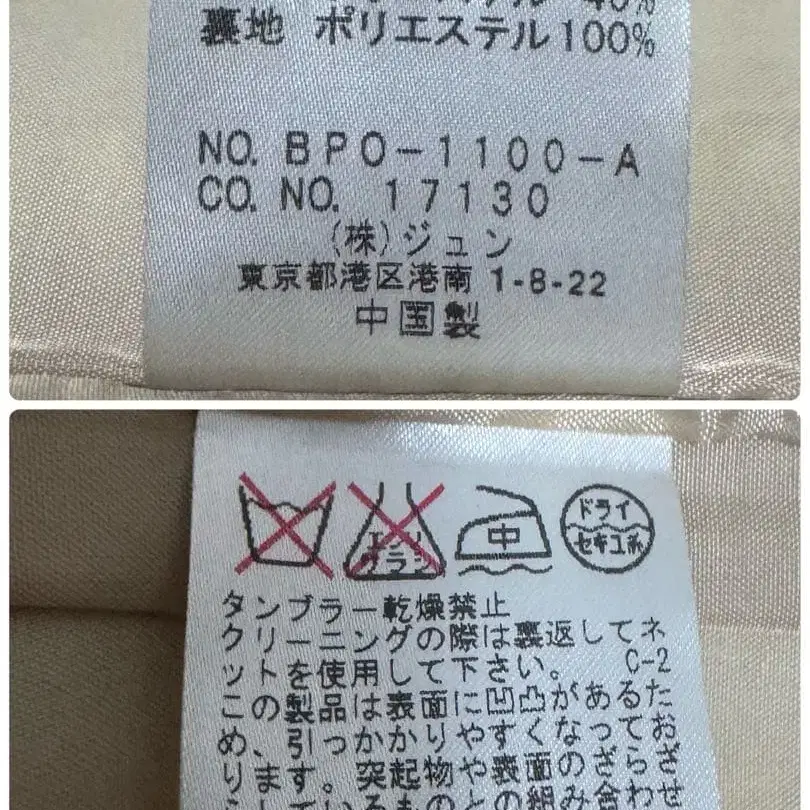 裏地 ポリエステル100%
NO. BPO-1100-A
CO. NO. 17130
(株)ジュン
東京都港区港南 1-8-22
中国製
エンソ
サラシ
中
ドライ
セキユ系
タンブラー乾燥禁止
クリーニングの際は裏返してネ
ットを使用して下さい。 C-2
この製品は表面に凹凸があるた
め、引っかかりやすくなってお
ります。突起物や表面のざらざ